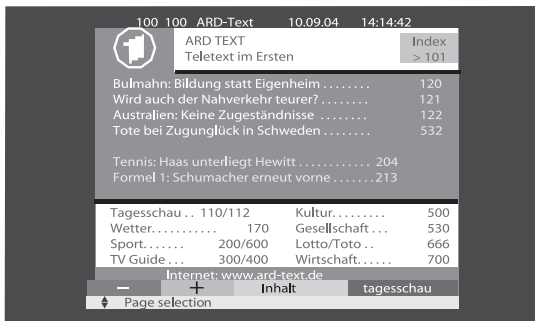 100 100 ARD-Text 10.09.04 14:14:42
ARD TEXT Index
Teletext im Ersten > 101
Bulmahn: Bildung statt Eigenheim . . . . . . . . 120
Wird auch der Nahverkehr teurer? . . . . . . . . 121
Australien: Keine Zugeständnisse . . . . . . . . 122
Tote bei Zugunglück in Schweden . . . . . . . . 532
Tennis: Haas unterliegt Hewitt . . . . . . . . . . . . 204
Formel 1: Schumacher erneut vorne . . . . . . . 213
Tagesschau . . 110/112 Kultur. . . . . . . . . 500
Wetter. . . . . . . . . . . 170 Gesellschaft . . . 530
Sport. . . . . . . 200/600 Lotto/Toto . . 666
TV Guide . . . 300/400 Wirtschaft. . . . . . 700
Internet: www.ard-text.de
− + Inhalt tagesschau
Page selection